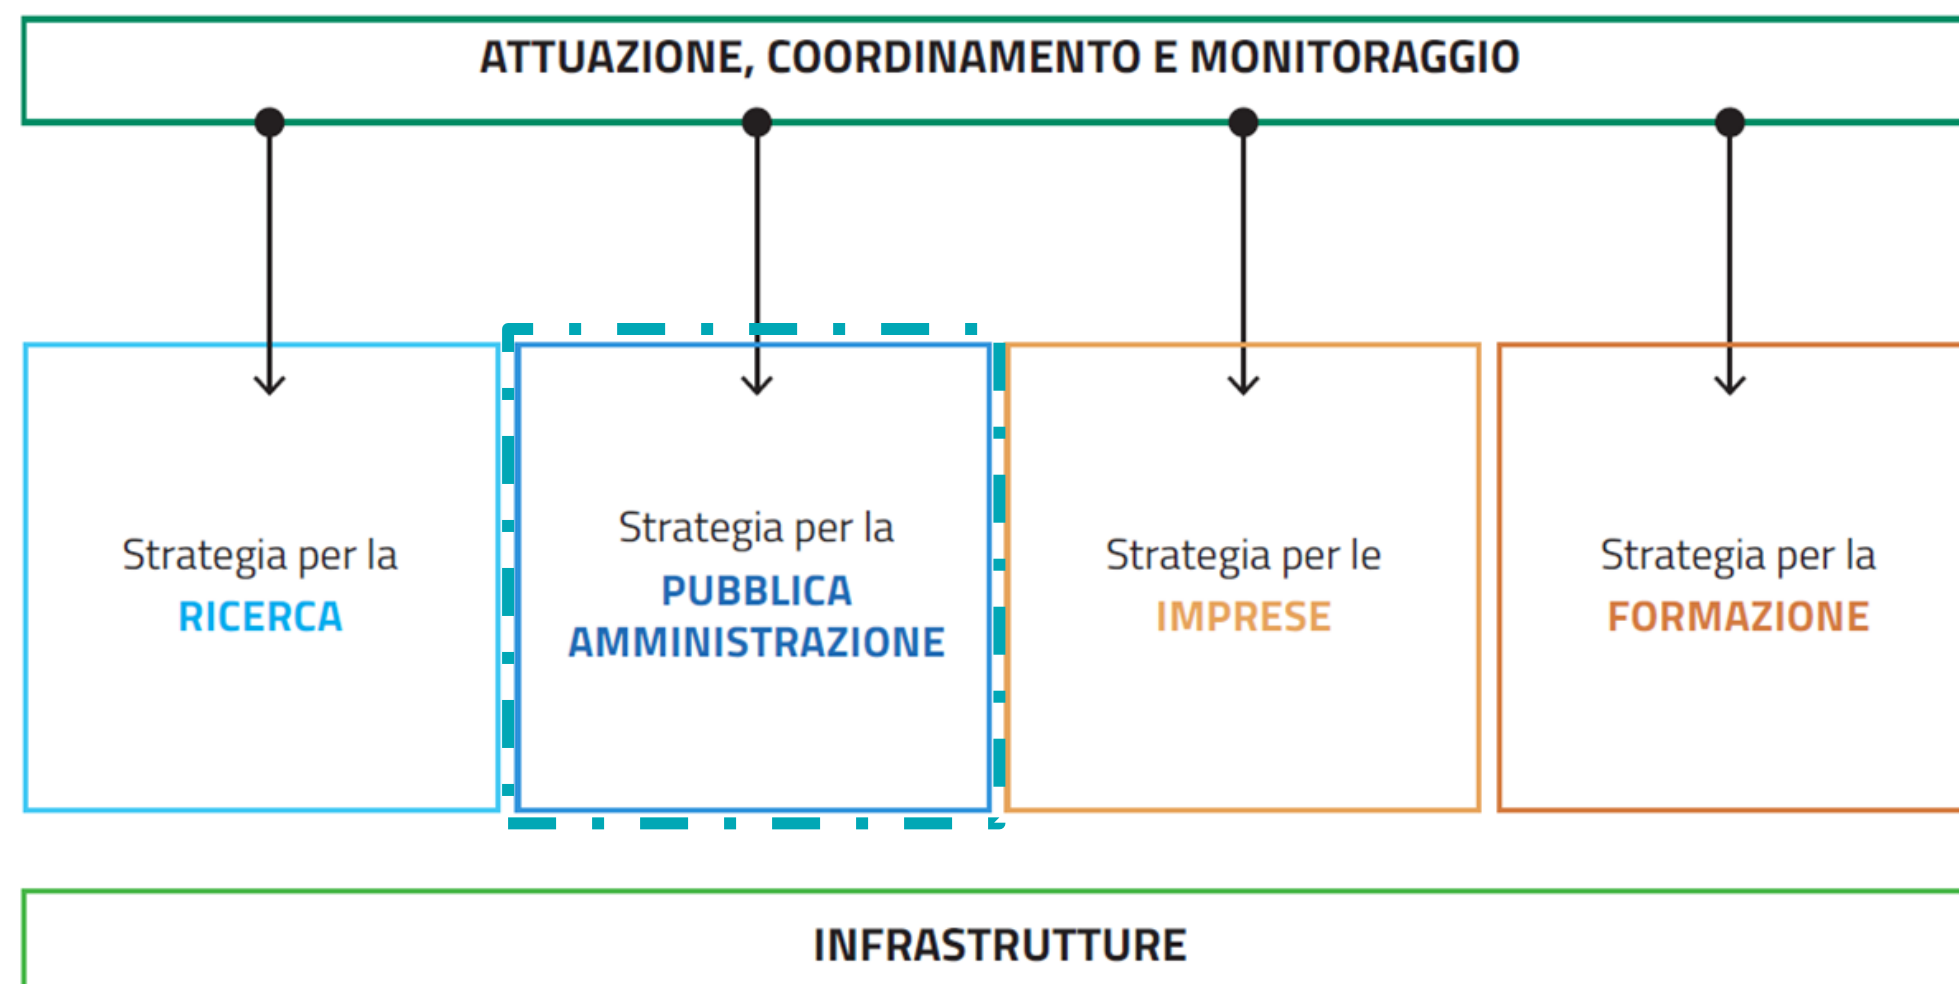 ATTUAZIONE, COORDINAMENTO E MONITORAGGIO
Strategia per la
RICERCA
Strategia per la
PUBBLICA
AMMINISTRAZIONE
Strategia per le
IMPRESE
Strategia per la
FORMAZIONE
INFRASTRUTTURE